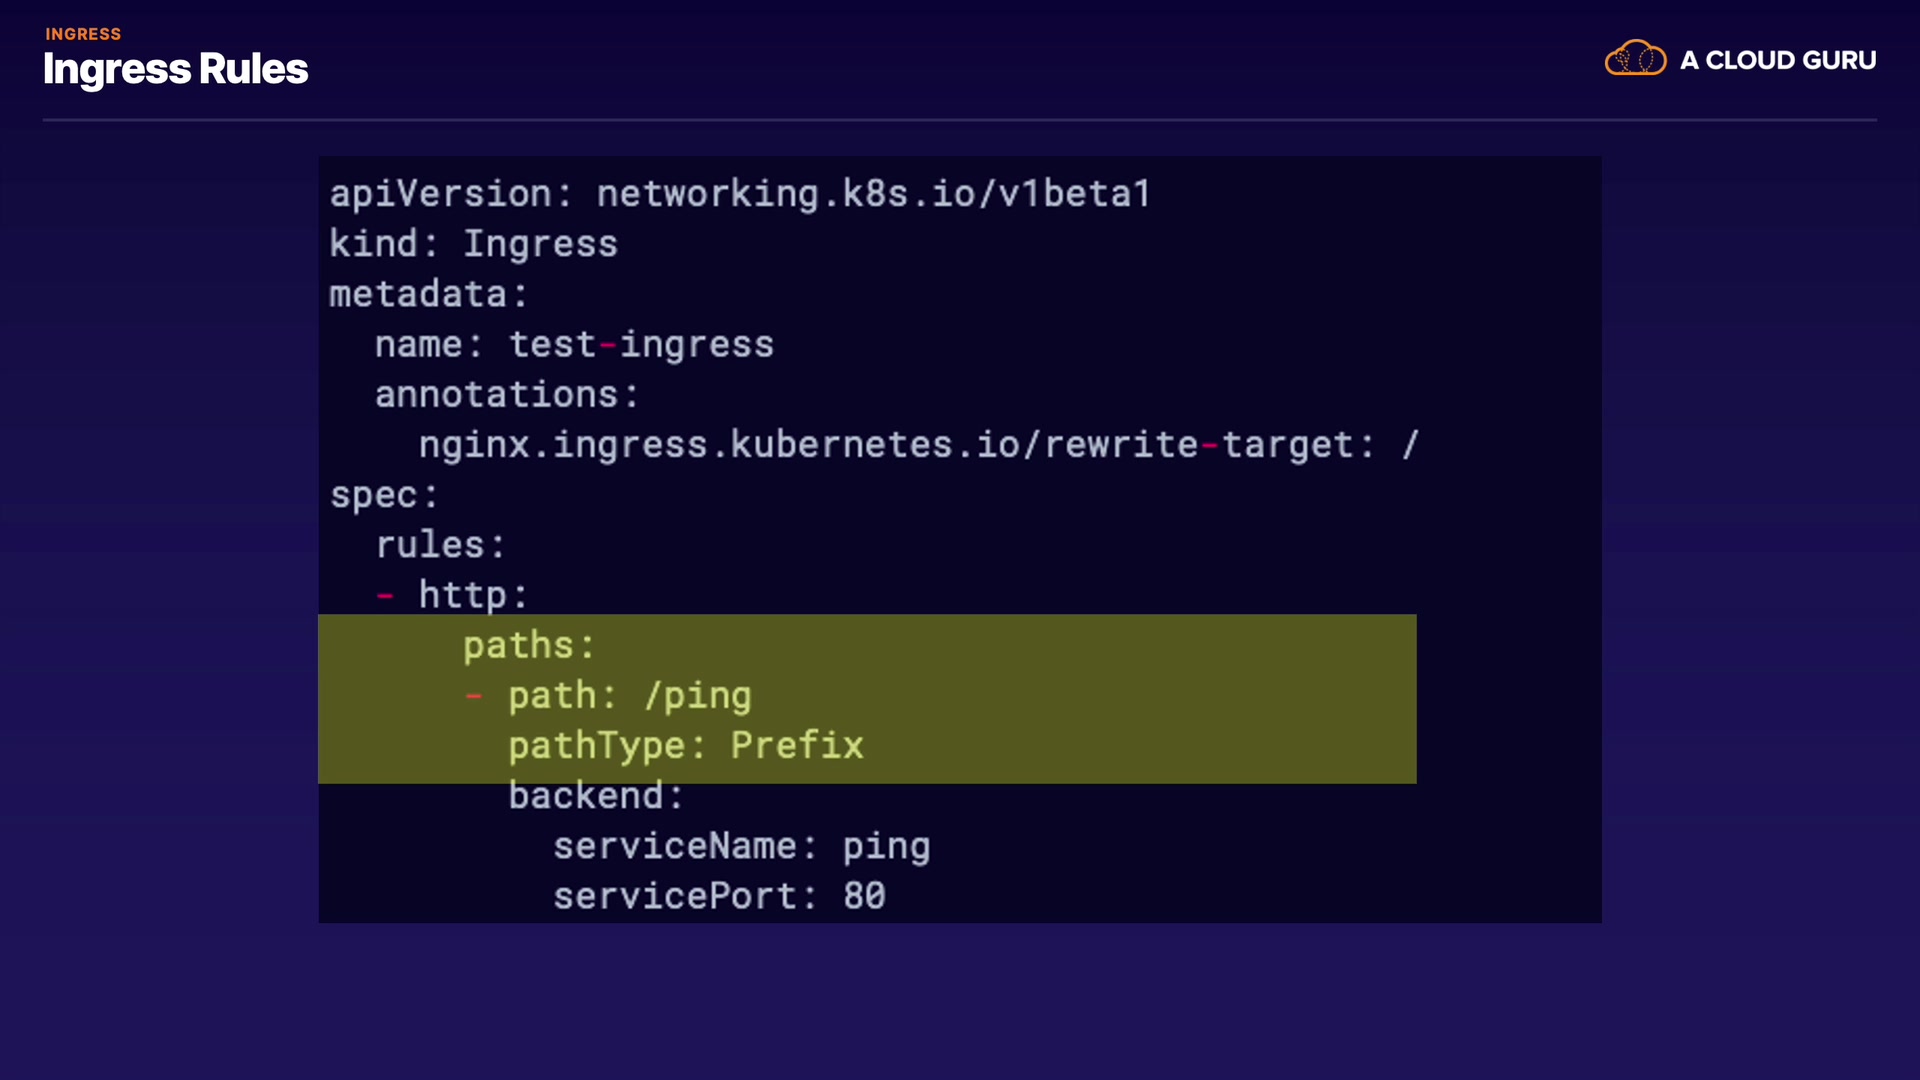 INGRESS
Ingress Rules
A CLOUD GURU
apiVersion: networking.k8s.io/v1beta1
kind: Ingress
metadata:
  name: test-ingress
  annotations:
    nginx.ingress.kubernetes.io/rewrite-target: /
spec:
  rules:
  - http:
      paths:
      - path: /ping
        pathType: Prefix
        backend:
          serviceName: ping
          servicePort: 80